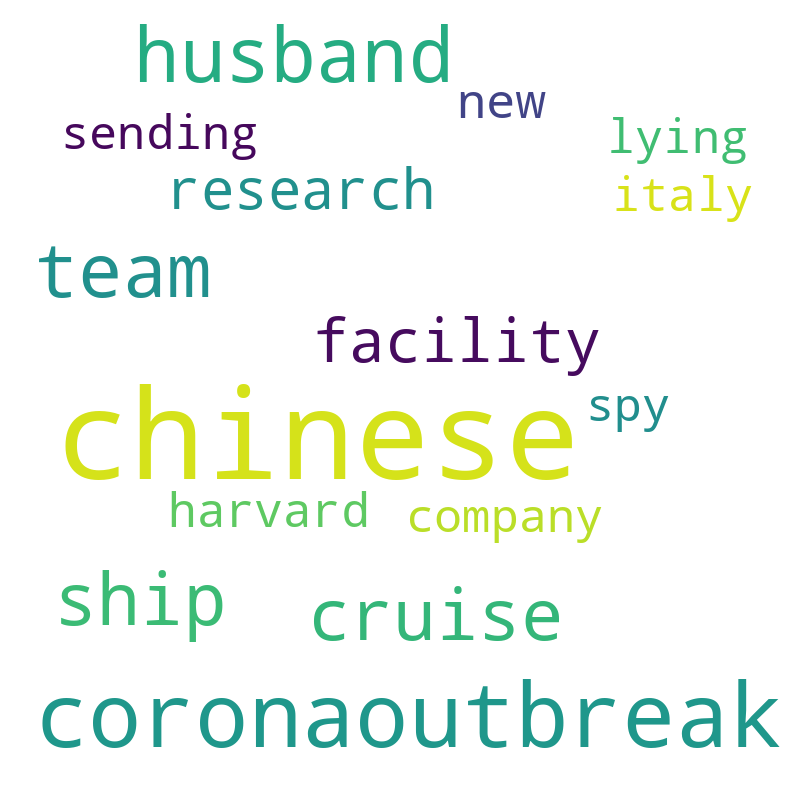 husband
new
sending
lying
research
italy
team
facility
chinese
spy
harvard
company
ship
cruise
coronaoutbreak